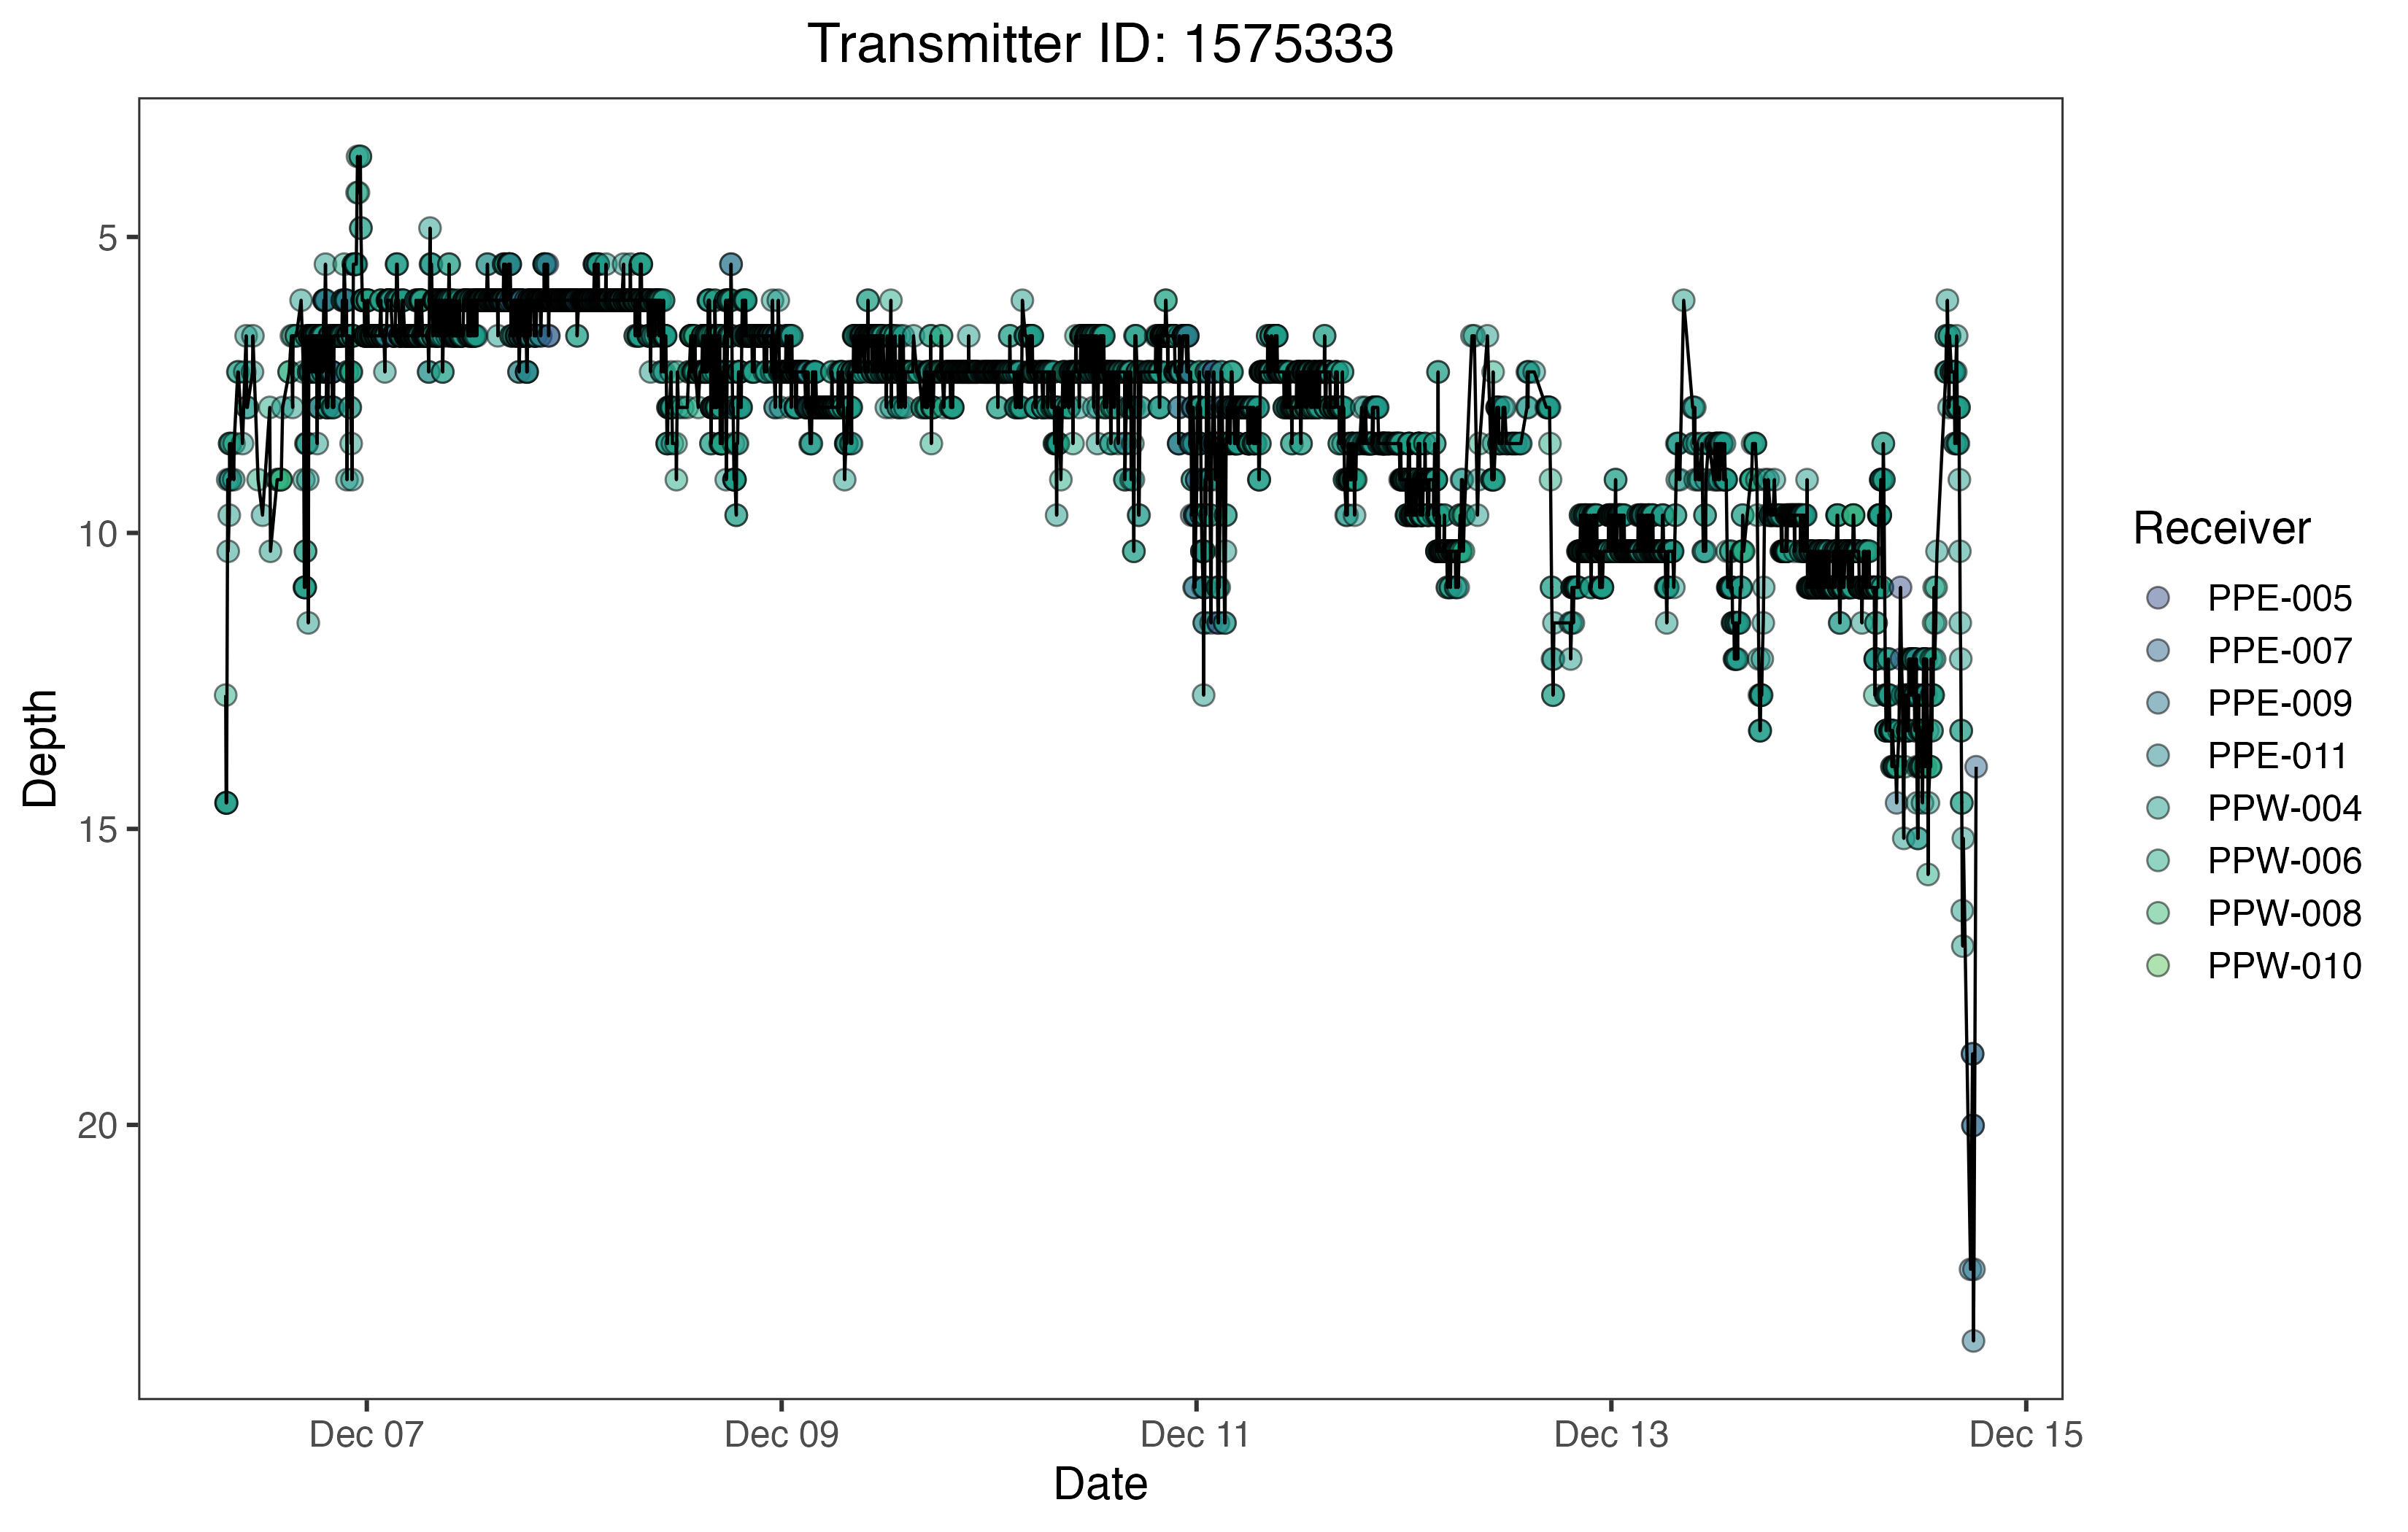 Transmitter ID: 1575333
Depth
5
10
15
20
Dec 07
Dec 09
Dec 11
Dec 13
Dec 15
Date
Receiver
PPE-005
PPE-007
PPE-009
PPE-011
PPW-004
PPW-006
PPW-008
PPW-010